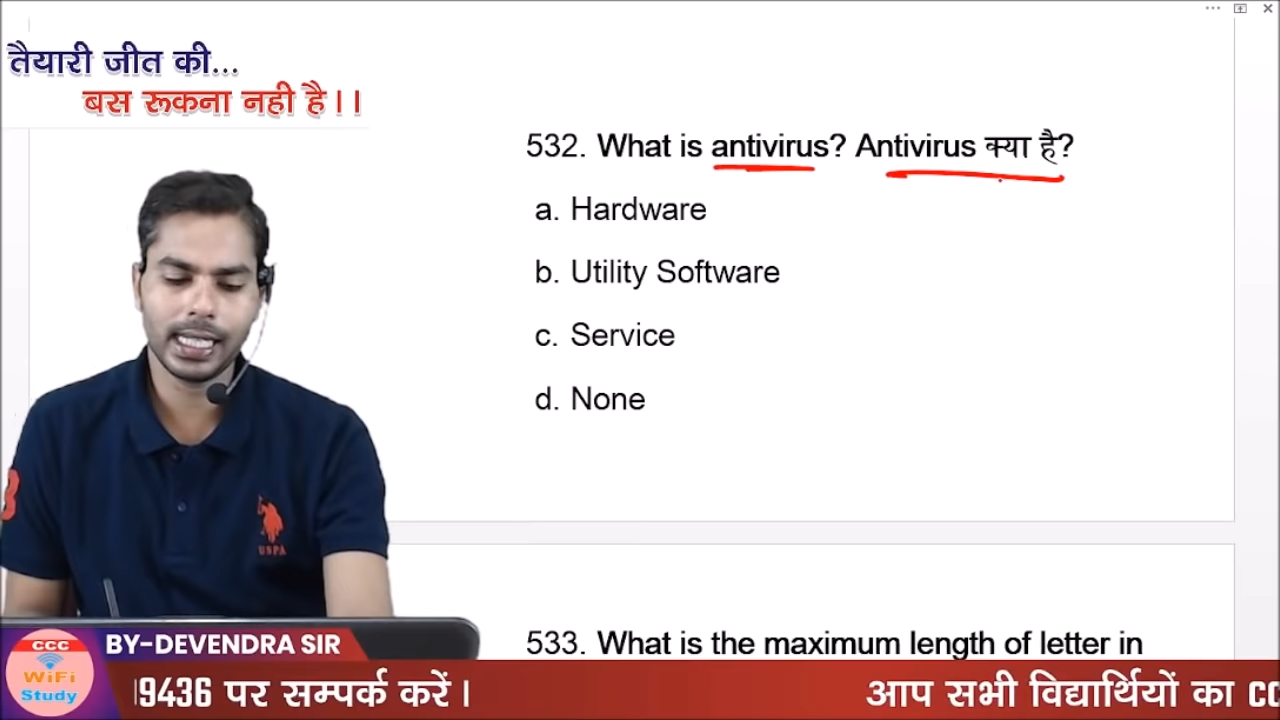 तैयारी जीत की...
बस रूकना नही है।।
532. What is antivirus? Antivirus क्या है?
a. Hardware
b. Utility Software
c. Service
d. None
533. What is the maximum length of letter in
USPA
BY-DEVENDRA SIR
CCC
WiFi
Study
9436 पर सम्पर्क करें।
आप सभी विद्यार्थियों का CC